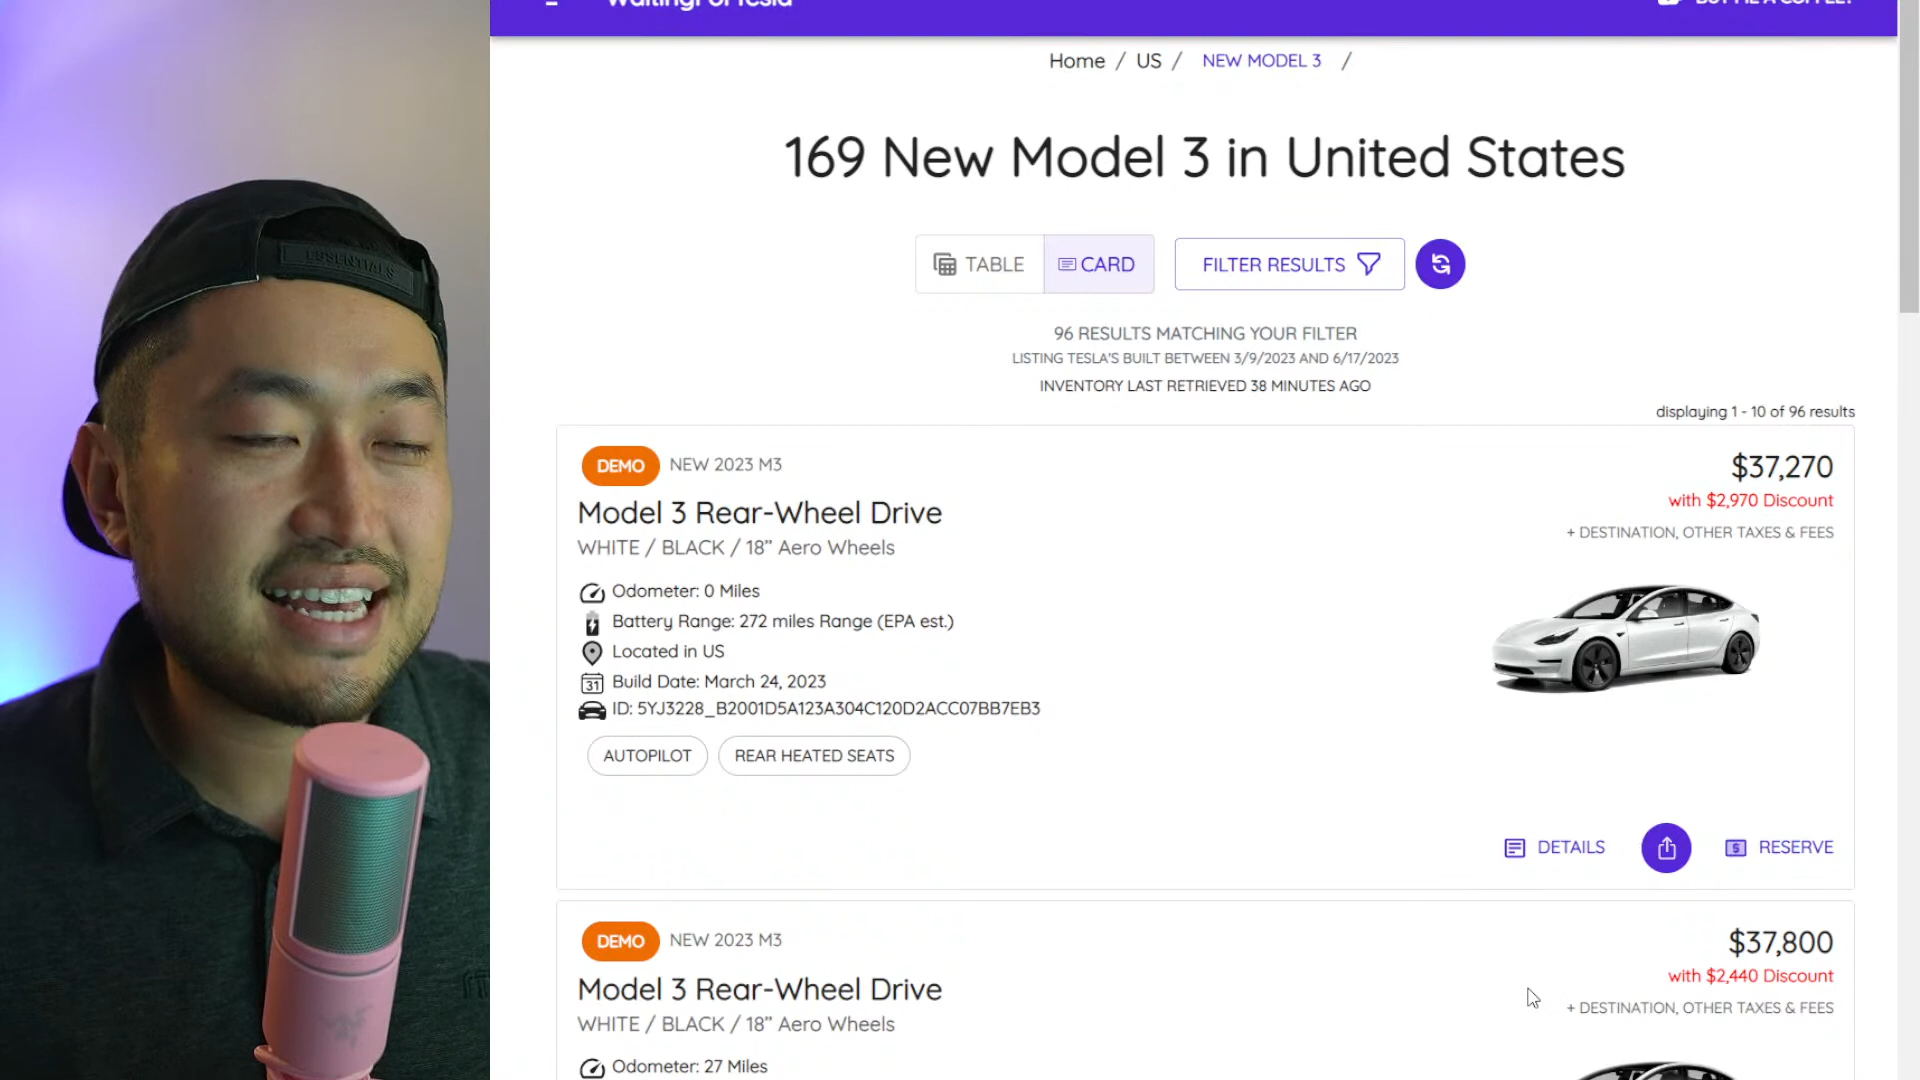 WaitingForTesla
BUY ME A COFFEE?
Home / US / NEW MODEL 3 /
169 New Model 3 in United States
TABLE
CARD
FILTER RESULTS
96 RESULTS MATCHING YOUR FILTER
LISTING TESLA'S BUILT BETWEEN 3/9/2023 AND 6/17/2023
INVENTORY LAST RETRIEVED 38 MINUTES AGO
displaying 1 - 10 of 96 results
DEMO NEW 2023 M3
Model 3 Rear-Wheel Drive
WHITE / BLACK / 18” Aero Wheels
$37,270
with $2,970 Discount
+ DESTINATION, OTHER TAXES & FEES
Odometer: 0 Miles
Battery Range: 272 miles Range (EPA est.)
Located in US
31 Build Date: March 24, 2023
ID: 5YJ3228_B2001D5A123A304C120D2ACC07BB7EB3
AUTOPILOT
REAR HEATED SEATS
DETAILS
$ RESERVE
DEMO NEW 2023 M3
Model 3 Rear-Wheel Drive
WHITE / BLACK / 18” Aero Wheels
$37,800
with $2,440 Discount
+ DESTINATION, OTHER TAXES & FEES
Odometer: 27 Miles
ESSENTIALS